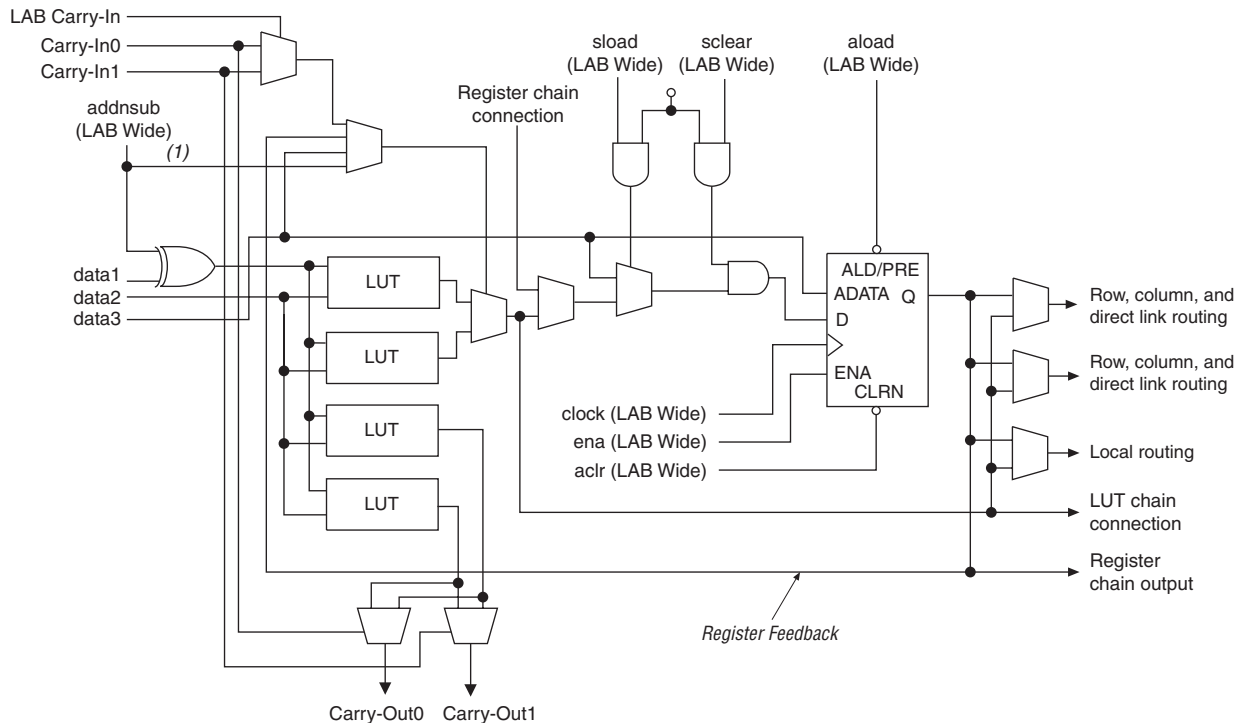 LAB Carry-In
Carry-In0
Carry-In1
addnsub
(LAB Wide)
(1)
data1
data2
data3
Register chain
connection
sload
(LAB Wide)
sclear
(LAB Wide)
aload
(LAB Wide)
LUT
LUT
LUT
LUT
ALD/PRE
ADATA
Q
D
ENA
CLRN
clock (LAB Wide)
ena (LAB Wide)
aclr (LAB Wide)
Row, column, and
direct link routing
Row, column, and
direct link routing
Local routing
LUT chain
connection
Register
chain output
Register Feedback
Carry-Out0
Carry-Out1